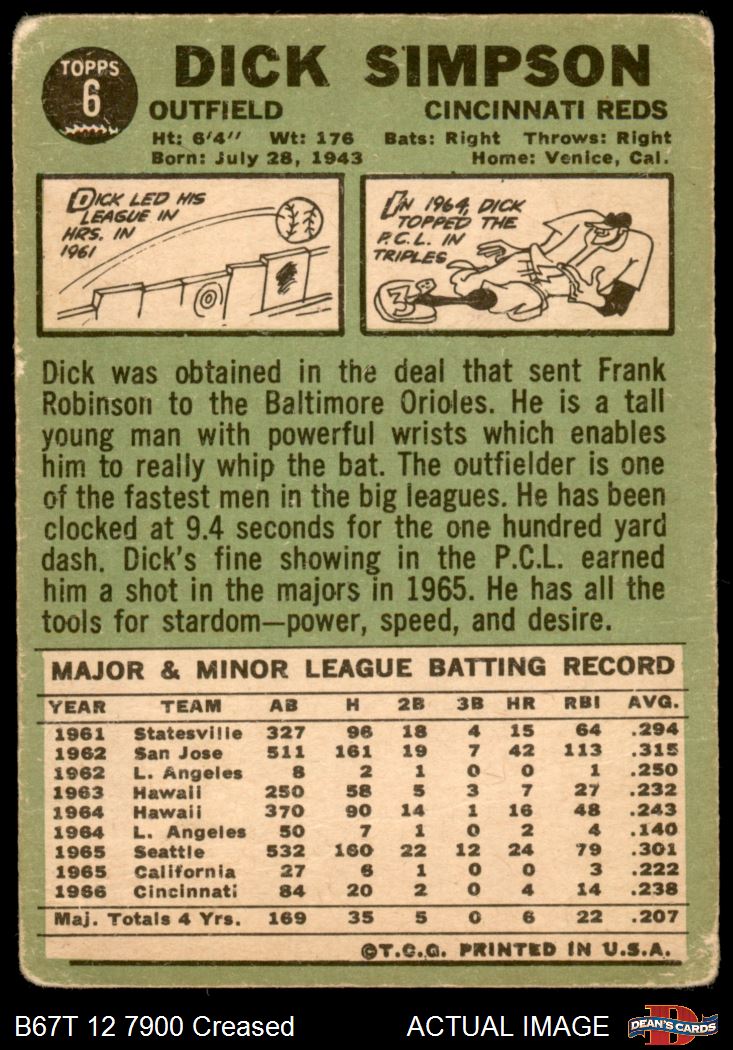 TOPPS
6
DICK SIMPSON
OUTFIELD CINCINNATI REDS
Ht: 6'4" Wt: 176 Bats: Right Throws: Right
Born: July 28, 1943 Home: Venice, Cal.
DICK LED HIS
LEAGUE IN
HRS. IN
1961
IN 1964, DICK
TOPPED THE
P.C.L. IN
TRIPLES
3
Dick was obtained in the deal that sent Frank
Robinson to the Baltimore Orioles. He is a tall
young man with powerful wrists which enables
him to really whip the bat. The outfielder is one
of the fastest men in the big leagues. He has been
clocked at 9.4 seconds for the one hundred yard
dash. Dick's fine showing in the P.C.L. earned
him a shot in the majors in 1965. He has all the
tools for stardom—power, speed, and desire.
MAJOR & MINOR LEAGUE BATTING RECORD
YEAR TEAM AB H 2B 3B HR RBI AVG.
1961 Statesville 327 96 18 4 15 64 .294
1962 San Jose 511 161 19 7 42 113 .315
1962 L. Angeles 8 2 1 0 0 1 .250
1963 Hawaii 250 58 5 3 7 27 .232
1964 Hawaii 370 90 14 1 16 48 .243
1964 L. Angeles 50 7 1 0 2 4 .140
1965 Seattle 532 160 22 12 24 79 .301
1965 California 27 6 1 0 0 3 .222
1966 Cincinnati 84 20 2 0 4 14 .238
Maj. Totals 4 Yrs. 169 35 5 0 6 22 .207
©T.C.G. PRINTED IN U.S.A.
B67T 12 7900 Creased ACTUAL IMAGE
D
DEAN'S CARDS